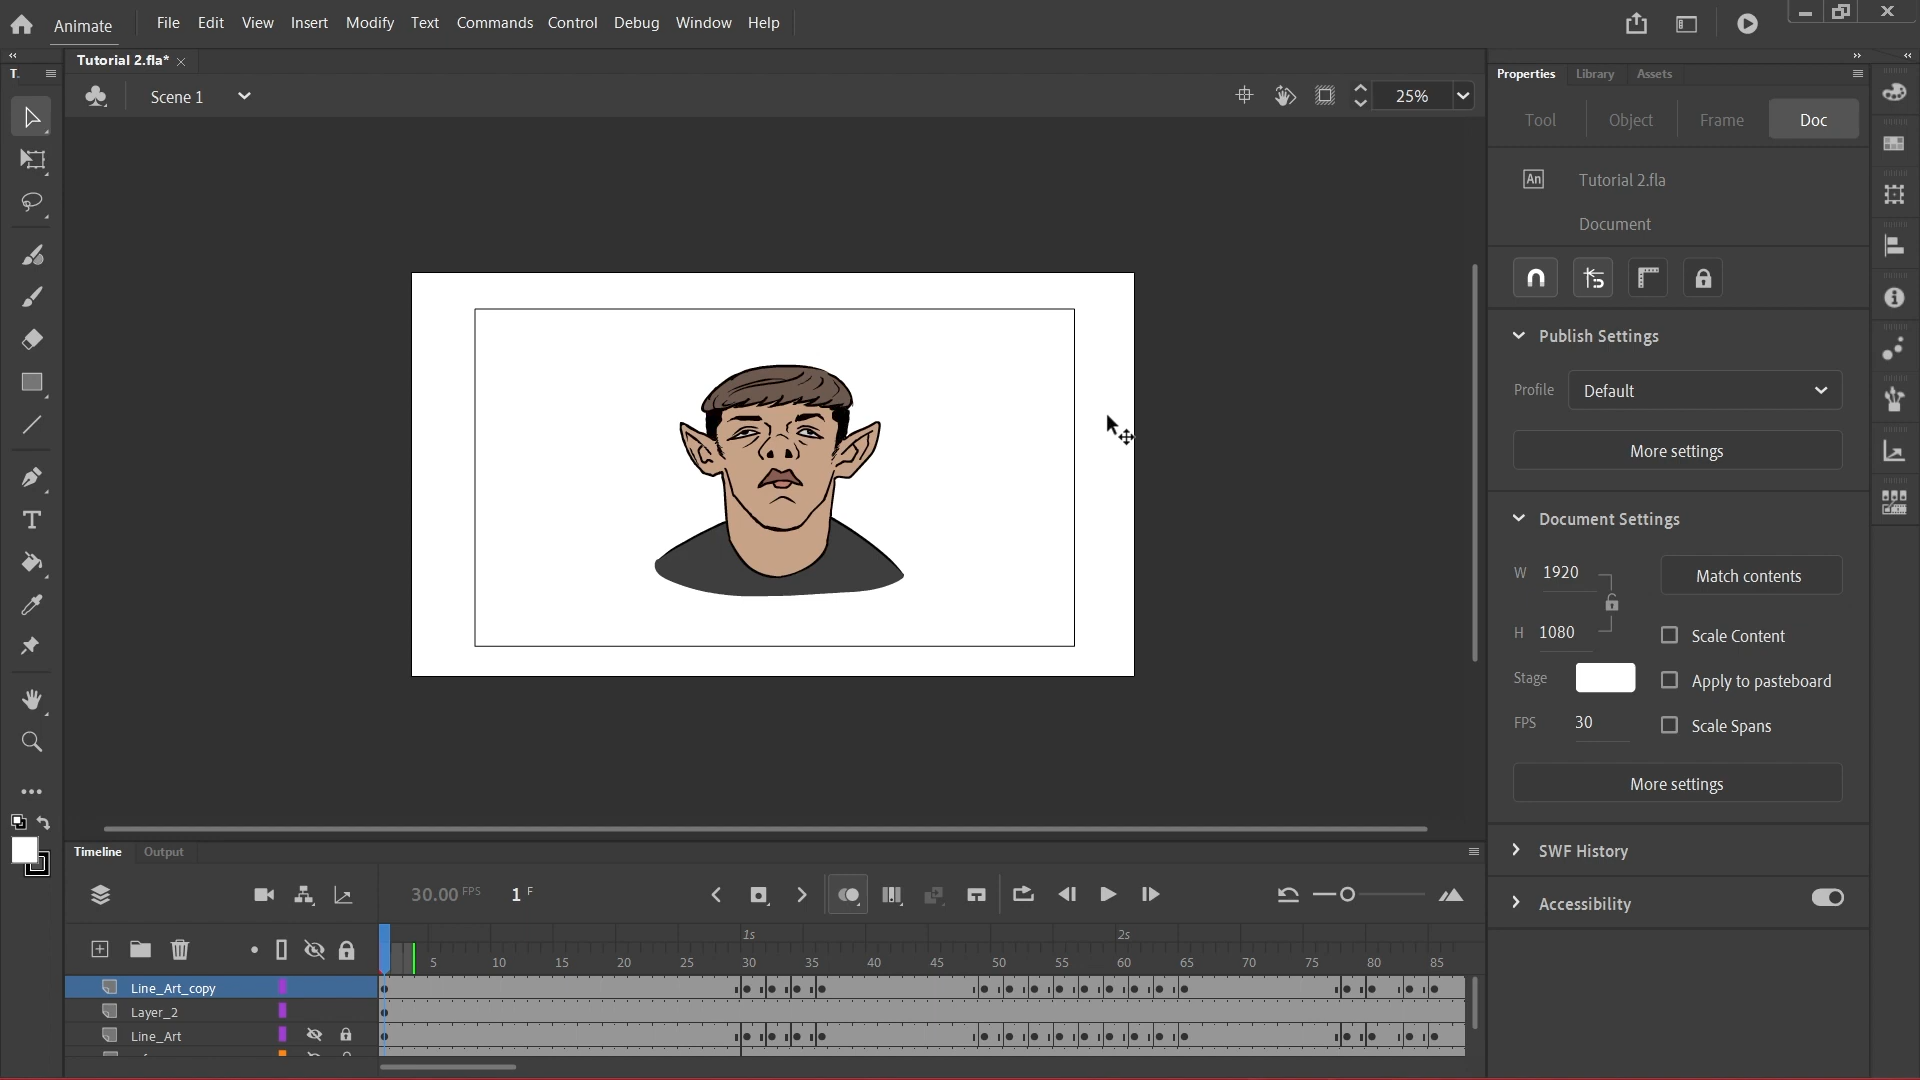 Animate File Edit View Insert Modify Text Commands Control Debug Window Help
Tutorial 2.fla*
Scene 1
25%
T.
Properties Library Assets
Tool Object Frame Doc
An Tutorial 2.fla
Document
Publish Settings
Profile Default
More settings
Document Settings
W 1920
Match contents
H 1080
Scale Content
Stage
Apply to pasteboard
FPS 30
Scale Spans
More settings
SWF History
Accessibility
Timeline Output
30.00 FPS 1 F
1s 2s
5 10 15 20 25 30 35 40 45 50 55 60 65 70 75 80 85
Line_Art_copy
Layer_2
Line_Art